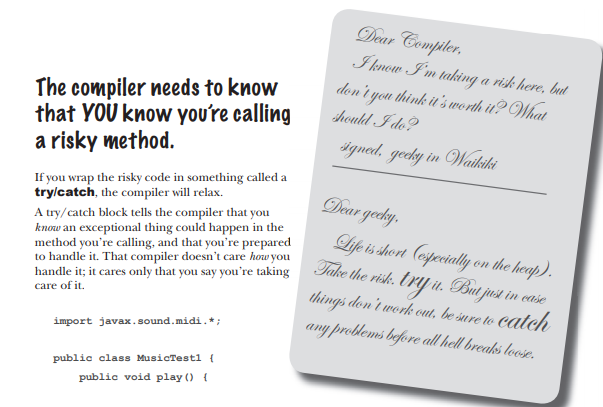 The compiler needs to know
that YOU know you're calling
a risky method.
If you wrap the risky code in something called a
try/catch, the compiler will relax.
A try/catch block tells the compiler that you
know an exceptional thing could happen in the
method you're calling, and that you're prepared
to handle it. That compiler doesn't care how you
handle it; it cares only that you say you're taking
care of it.
import javax.sound.midi.*;
public class MusicTest1 {
public void play() {
Dear Compiler,
I know I'm taking a risk here, but
don't you think it's worth it? What
should I do?
signed, geeky in Waikiki
Dear geeky,
Life is short (especially on the heap).
Take the risk. try it. But just in case
things don't work out, be sure to catch
any problems before all hell breaks loose.